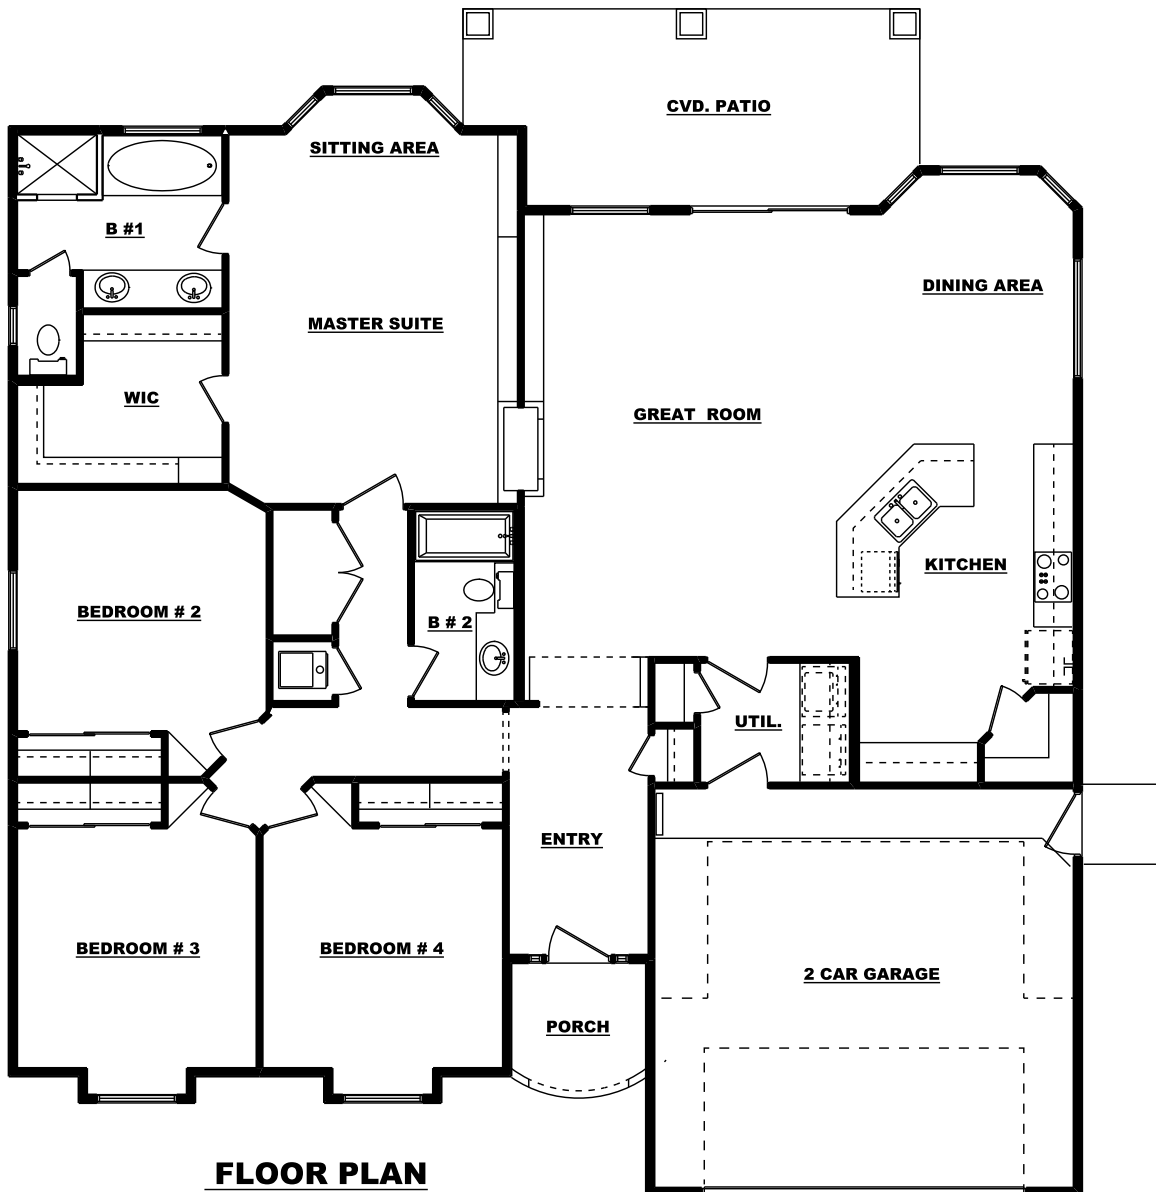 CVD. PATIO
SITTING AREA
B #1
DINING AREA
MASTER SUITE
WIC
GREAT ROOM
KITCHEN
BEDROOM # 2
B # 2
UTIL.
ENTRY
BEDROOM # 3
BEDROOM # 4
2 CAR GARAGE
PORCH
FLOOR PLAN